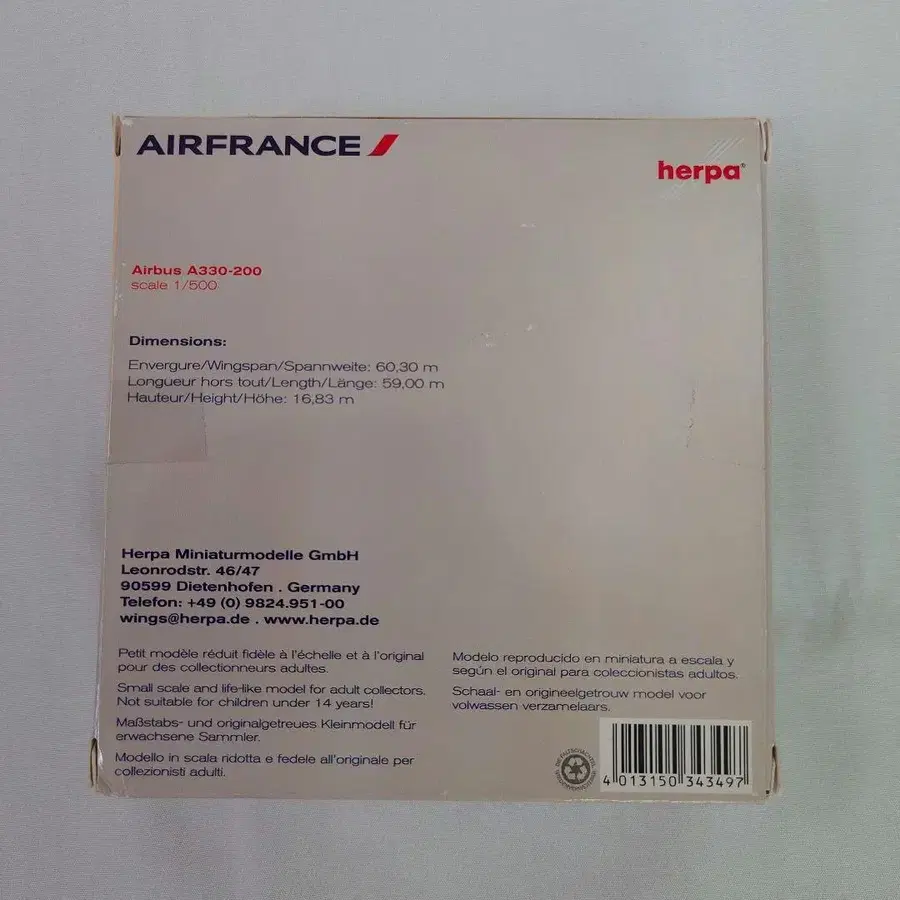 AIRFRANCE
herpa®
Airbus A330-200
scale 1/500
Dimensions:
Envergure/Wingspan/Spannweite: 60,30 m
Longueur hors tout/Length/Länge: 59,00 m
Hauteur/Height/Höhe: 16,83 m
Herpa Miniaturmodelle GmbH
Leonrodstr. 46/47
90599 Dietenhofen . Germany
Telefon: +49 (0) 9824.951-00
wings@herpa.de . www.herpa.de
Petit modèle réduit fidèle à l'échelle et à l'original
pour des collectionneurs adultes.
Small scale and life-like model for adult collectors.
Not suitable for children under 14 years!
Maßstabs- und originalgetreues Kleinmodell für
erwachsene Sammler.
Modello in scala ridotta e fedele all'originale per
collezionisti adulti.
Modelo reproducido en miniatura a escala y
según el original para coleccionistas adultos.
Schaal- en origineelgetrouw model voor
volwassen verzamelaars.
4 013150 343497